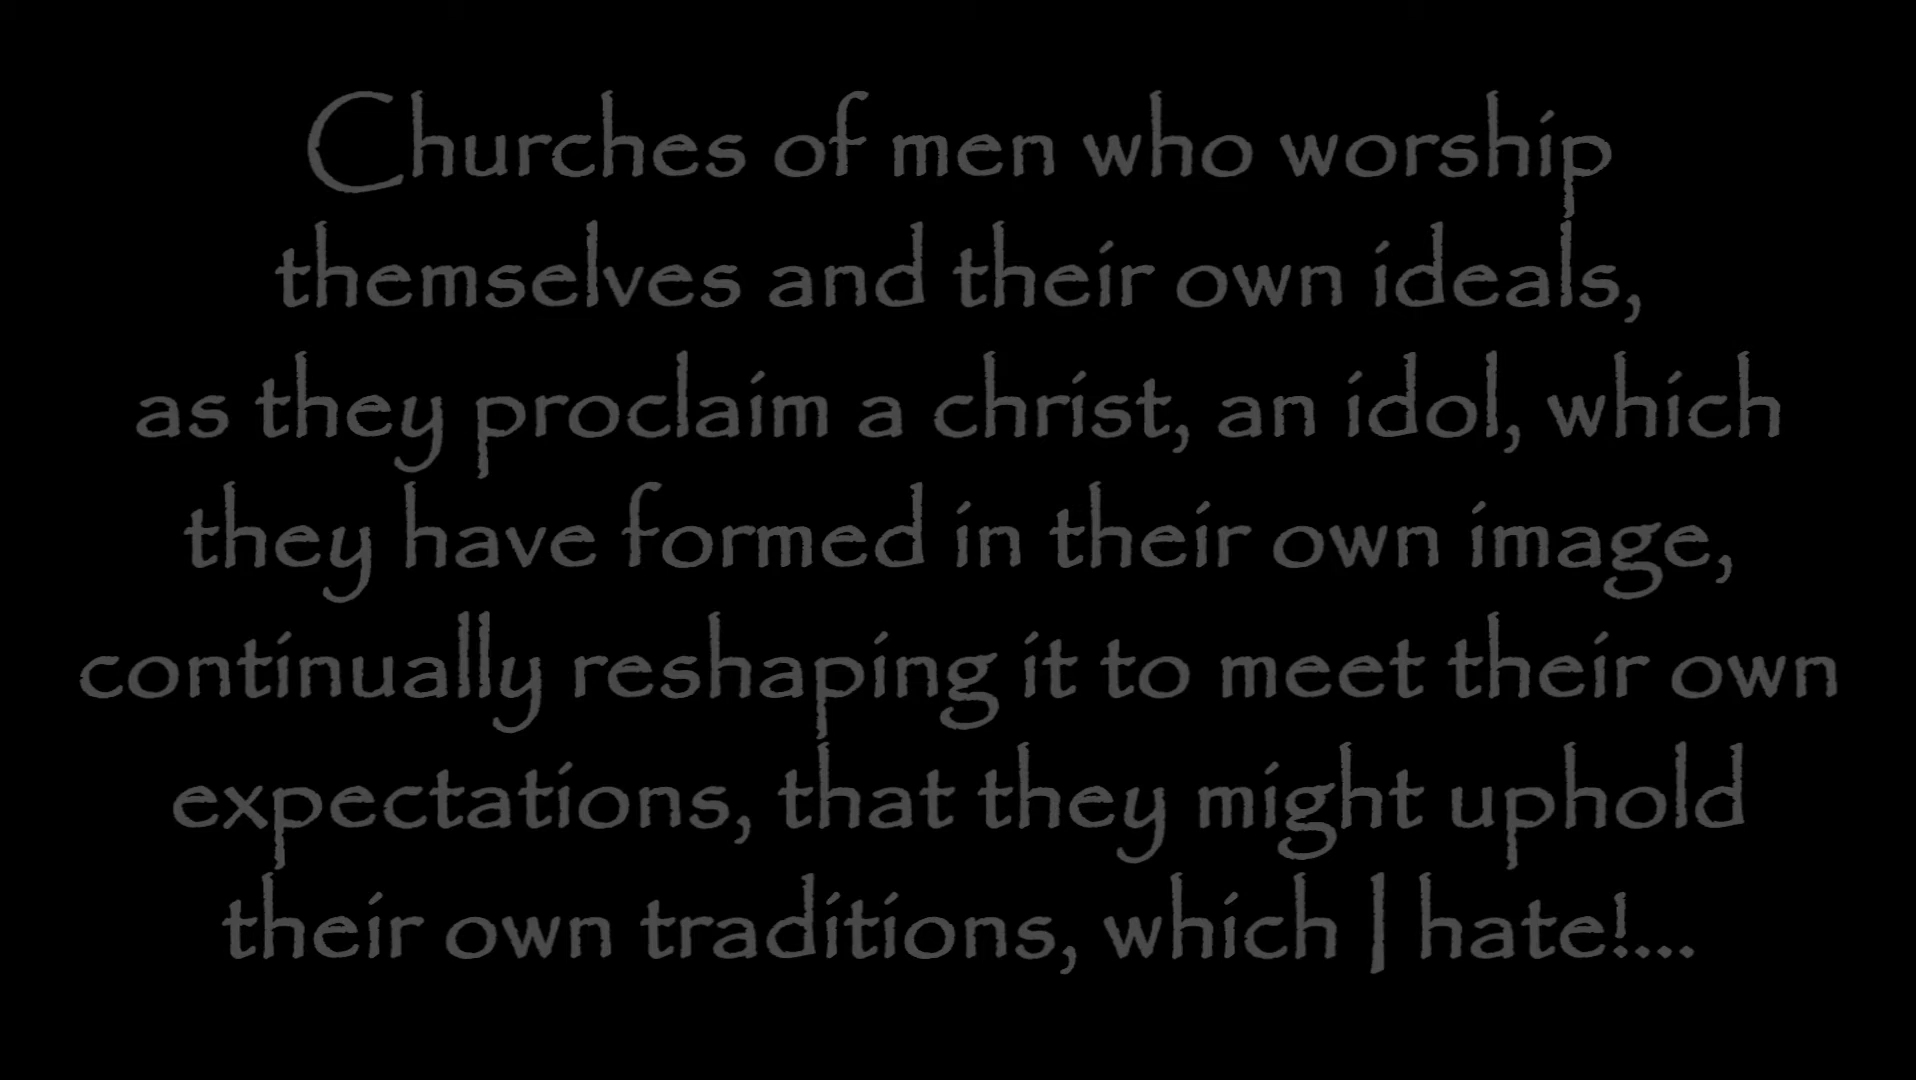 Churches of men who worship
themselves and their own ideals,
as they proclaim a christ, an idol, which
they have formed in their own image,
continually reshaping it to meet their own
expectations, that they might uphold
their own traditions, which I hate!...